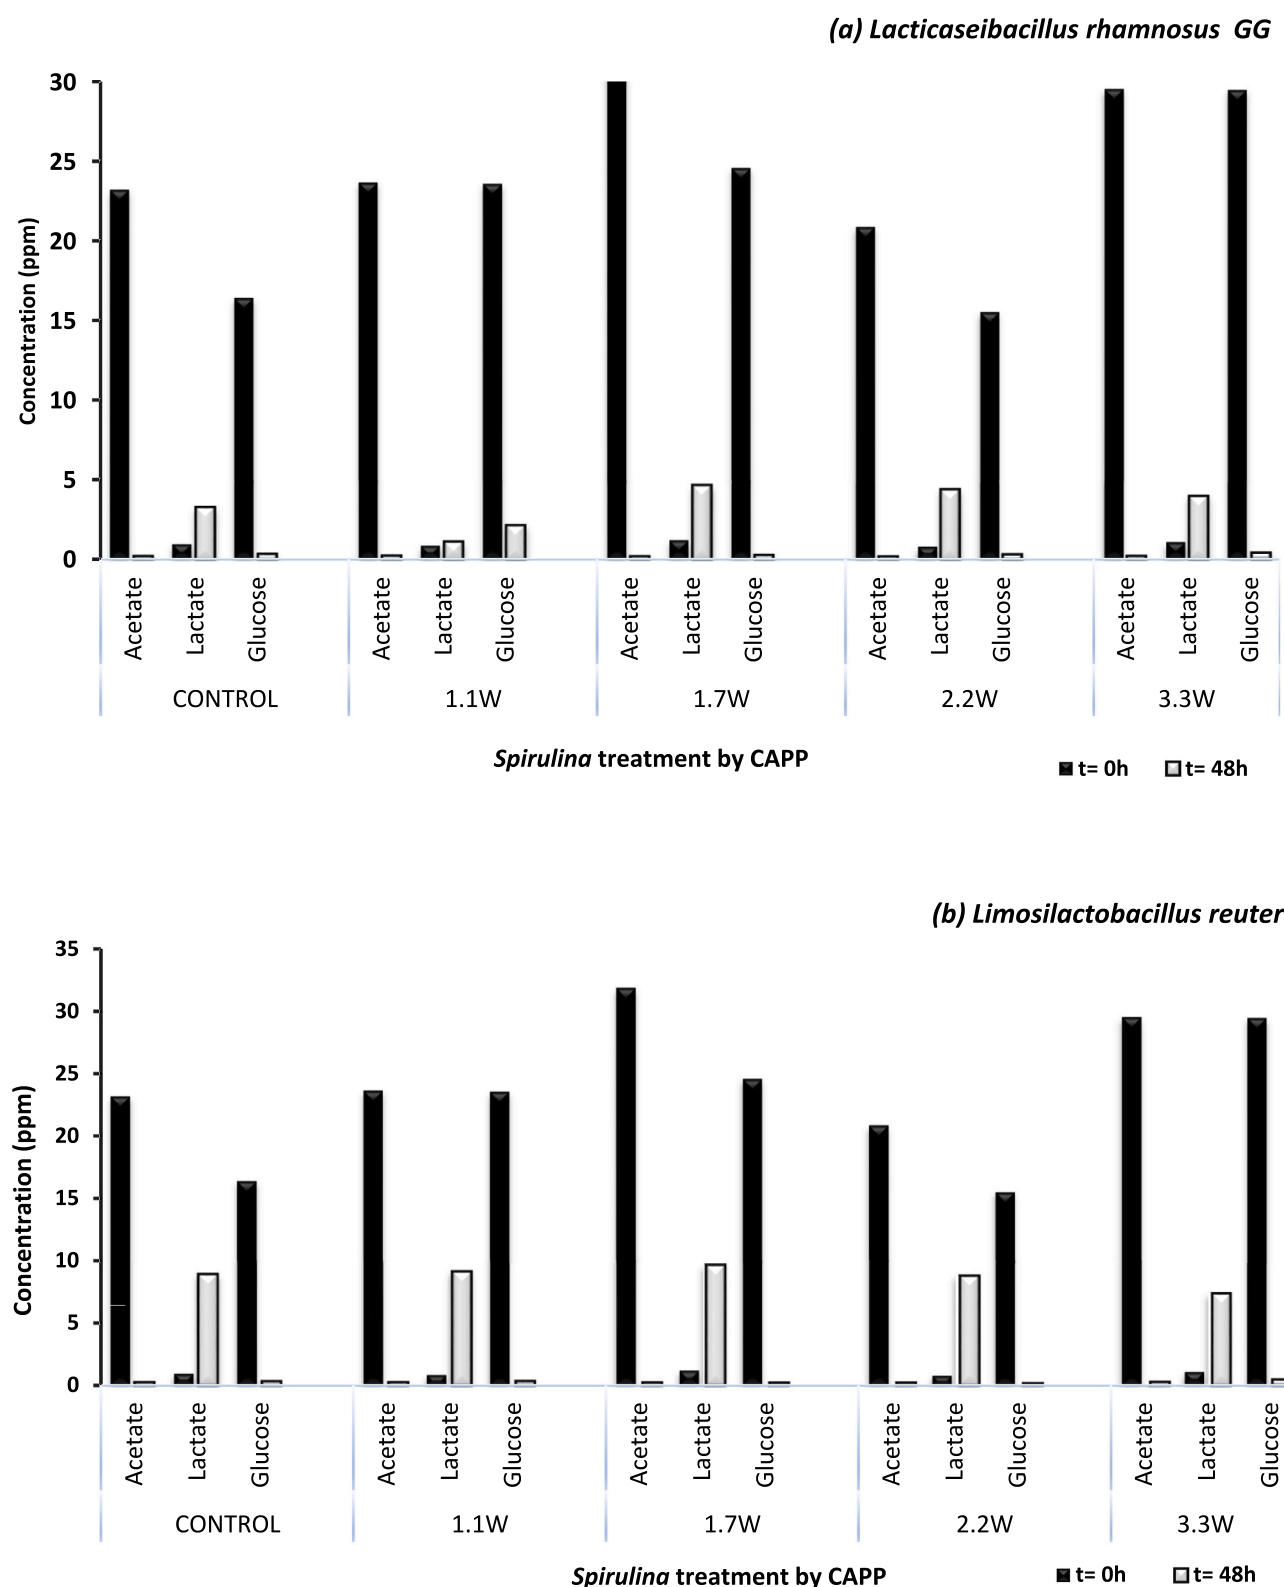 (a) Lacticaseibacillus rhamnosus GG
30
25
20
15
10
5
0
Concentration (ppm)
Acetate Lactate Glucose Acetate Lactate Glucose Acetate Lactate Glucose Acetate Lactate Glucose Acetate Lactate Glucose
CONTROL 1.1W 1.7W 2.2W 3.3W
Spirulina treatment by CAPP
t= 0h t= 48h
(b) Limosilactobacillus reuter
35
30
25
20
15
10
5
0
Concentration (ppm)
Acetate Lactate Glucose Acetate Lactate Glucose Acetate Lactate Glucose Acetate Lactate Glucose Acetate Lactate Glucose
CONTROL 1.1W 1.7W 2.2W 3.3W
Spirulina treatment by CAPP
t= 0h t= 48h